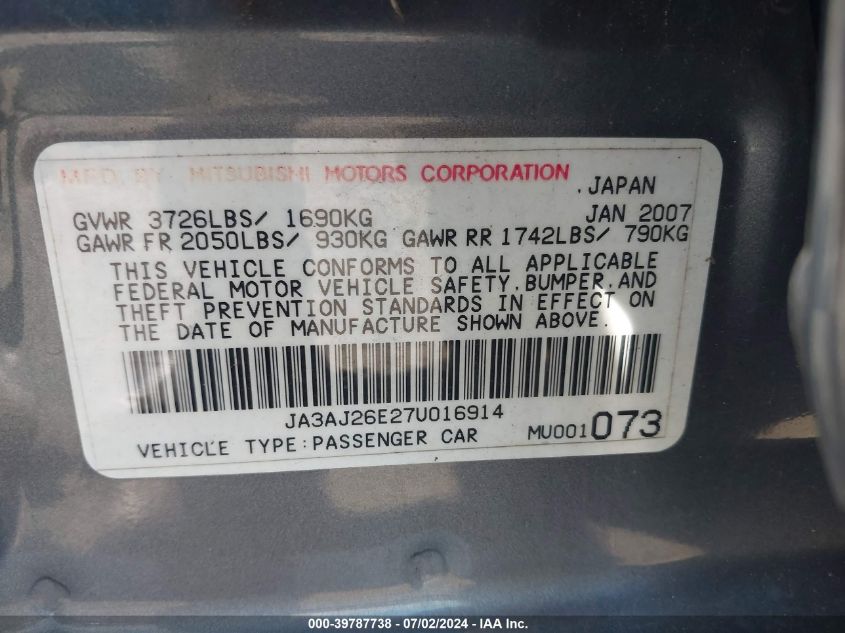 MFD BY MITSUBISHI MOTORS CORPORATION
.JAPAN
GVWR 3726LBS/ 1690KG JAN 2007
GAWR FR 2050LBS/ 930KG GAWR RR 1742LBS/ 790KG
THIS VEHICLE CONFORMS TO ALL APPLICABLE
FEDERAL MOTOR VEHICLE SAFETY.BUMPER.AND
THEFT PREVENTION STANDARDS IN EFFECT ON
THE DATE OF MANUFACTURE SHOWN ABOVE.
JA3AJ26E27U016914
VEHICLE TYPE:PASSENGER CAR MU001073
000-39787738 - 07/02/2024 - IAA, Inc.